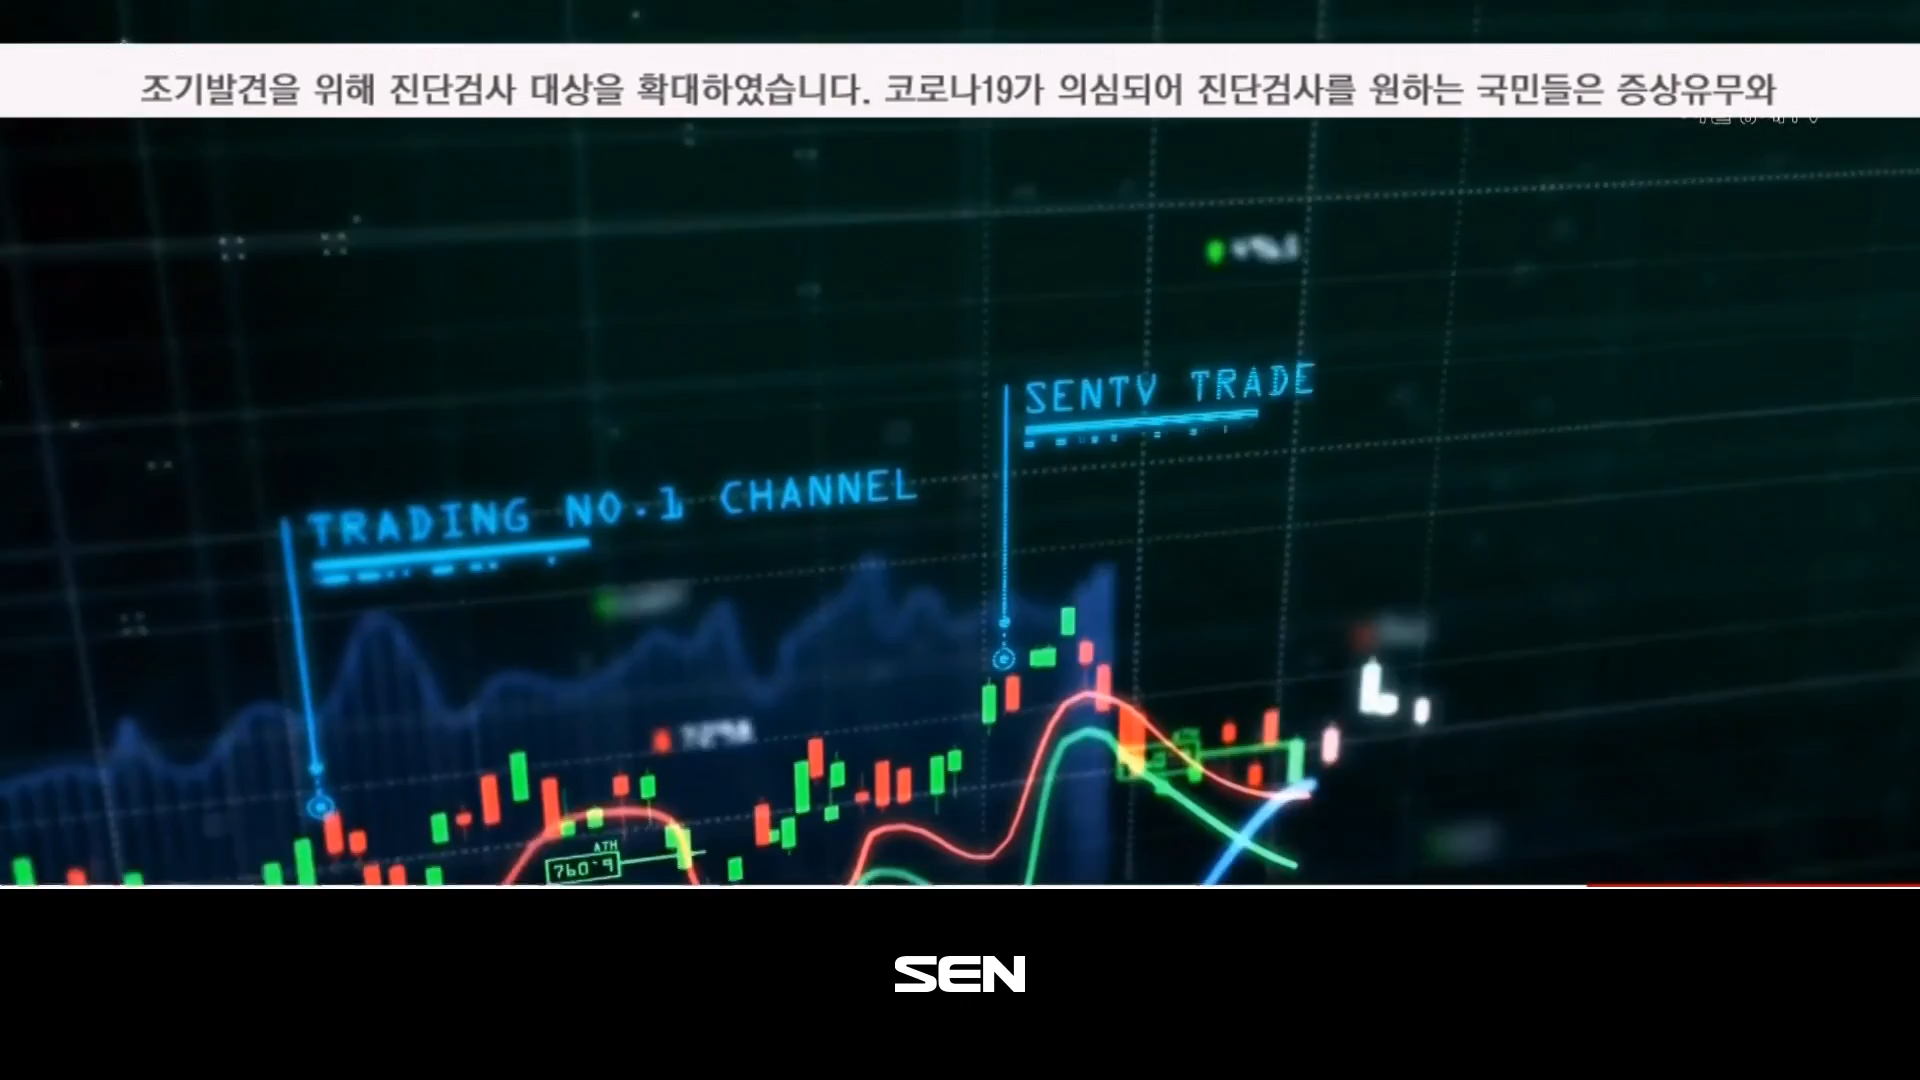 조기발견을 위해 진단검사 대상을 확대하였습니다. 코로나19가 의심되어 진단검사를 원하는 국민들은 증상유무와
SENTV TRADE
TRADING NO.1 CHANNEL
ATH
SEN